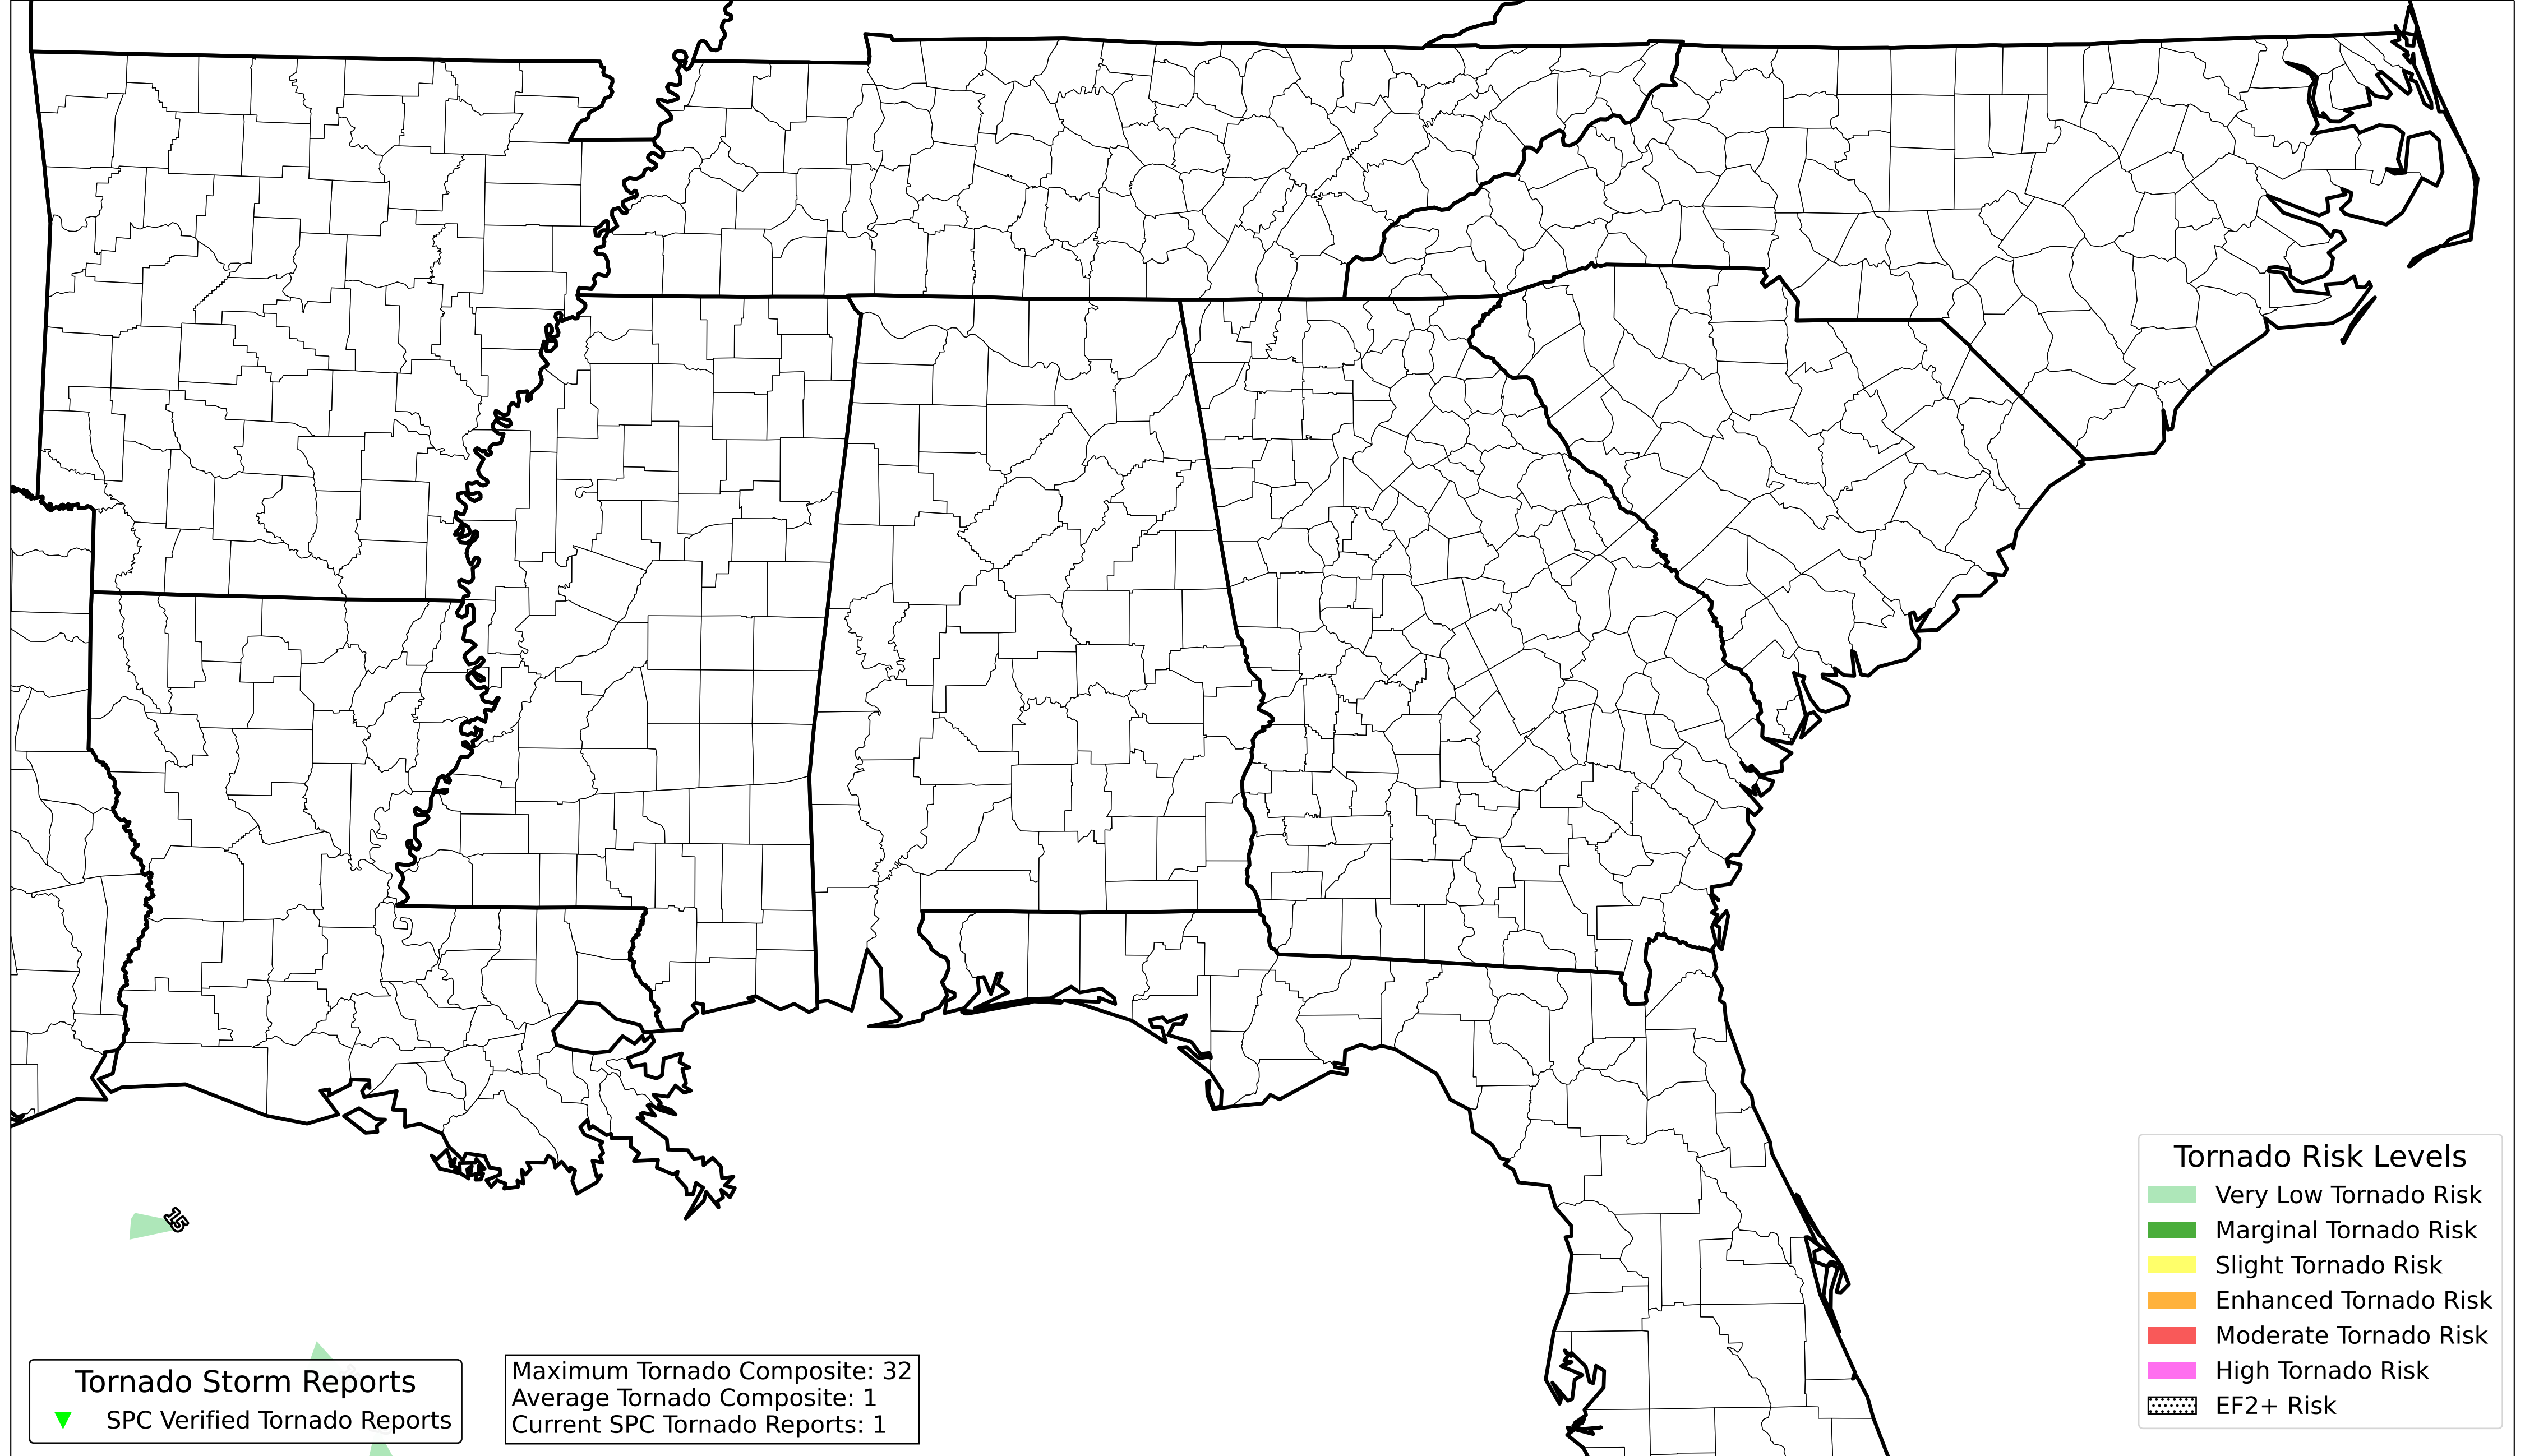 15
Tornado Storm Reports
SPC Verified Tornado Reports
Maximum Tornado Composite: 32
Average Tornado Composite: 1
Current SPC Tornado Reports: 1
Tornado Risk Levels
Very Low Tornado Risk
Marginal Tornado Risk
Slight Tornado Risk
Enhanced Tornado Risk
Moderate Tornado Risk
High Tornado Risk
EF2+ Risk